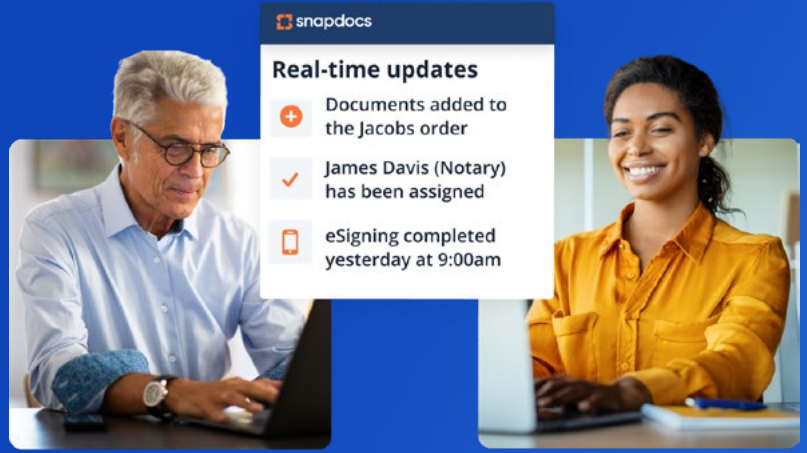 snapdocs
Real-time updates
Documents added to
the Jacobs order
James Davis (Notary)
has been assigned
eSigning completed
yesterday at 9:00am